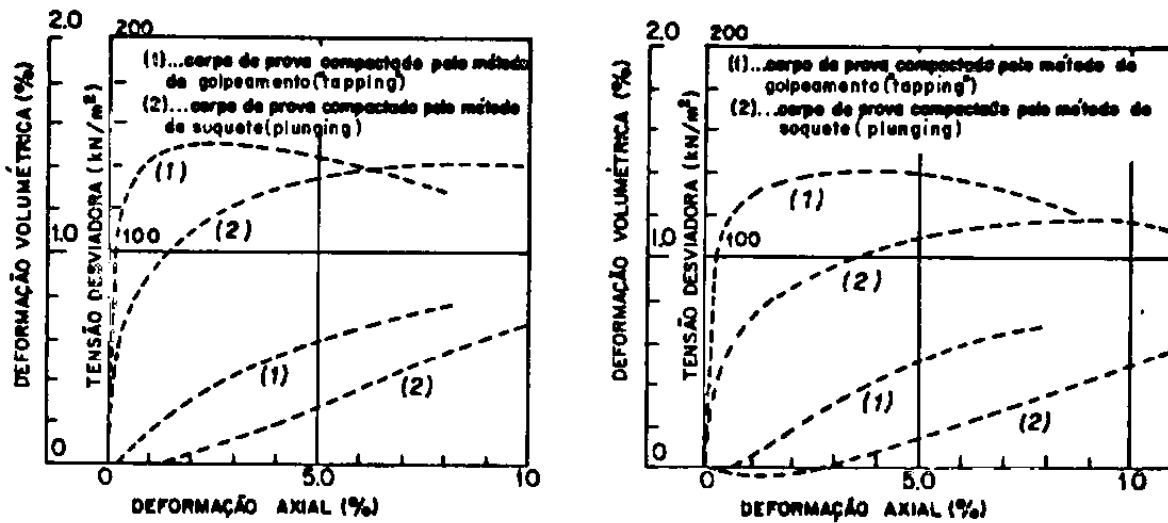 2.0
200
(1)...corpo de prova compactado pelo método
de golpeamento ("tapping")
(2)...corpo de prova compactado pelo método
de soquete (plunging)
DEFORMAÇÃO VOLUMÉTRICA (%)
TENSÃO DESVIADORA (kN/m²)
(1)
(2)
1.0
100
(1)
(2)
0
0
5.0
10
DEFORMAÇÃO AXIAL (%)
2.0
200
(1)...corpo de prova compactado pelo método de
golpeamento ("tapping")
(2)...corpo de prova compactado pelo método de
soquete ( plunging)
DEFORMAÇÃO VOLUMÉTRICA (%)
TENSÃO DESVIADORA (kN/m²)
(1)
1.0
100
(2)
(1)
(2)
0
0
5.0
10
DEFORMAÇÃO AXIAL (%)